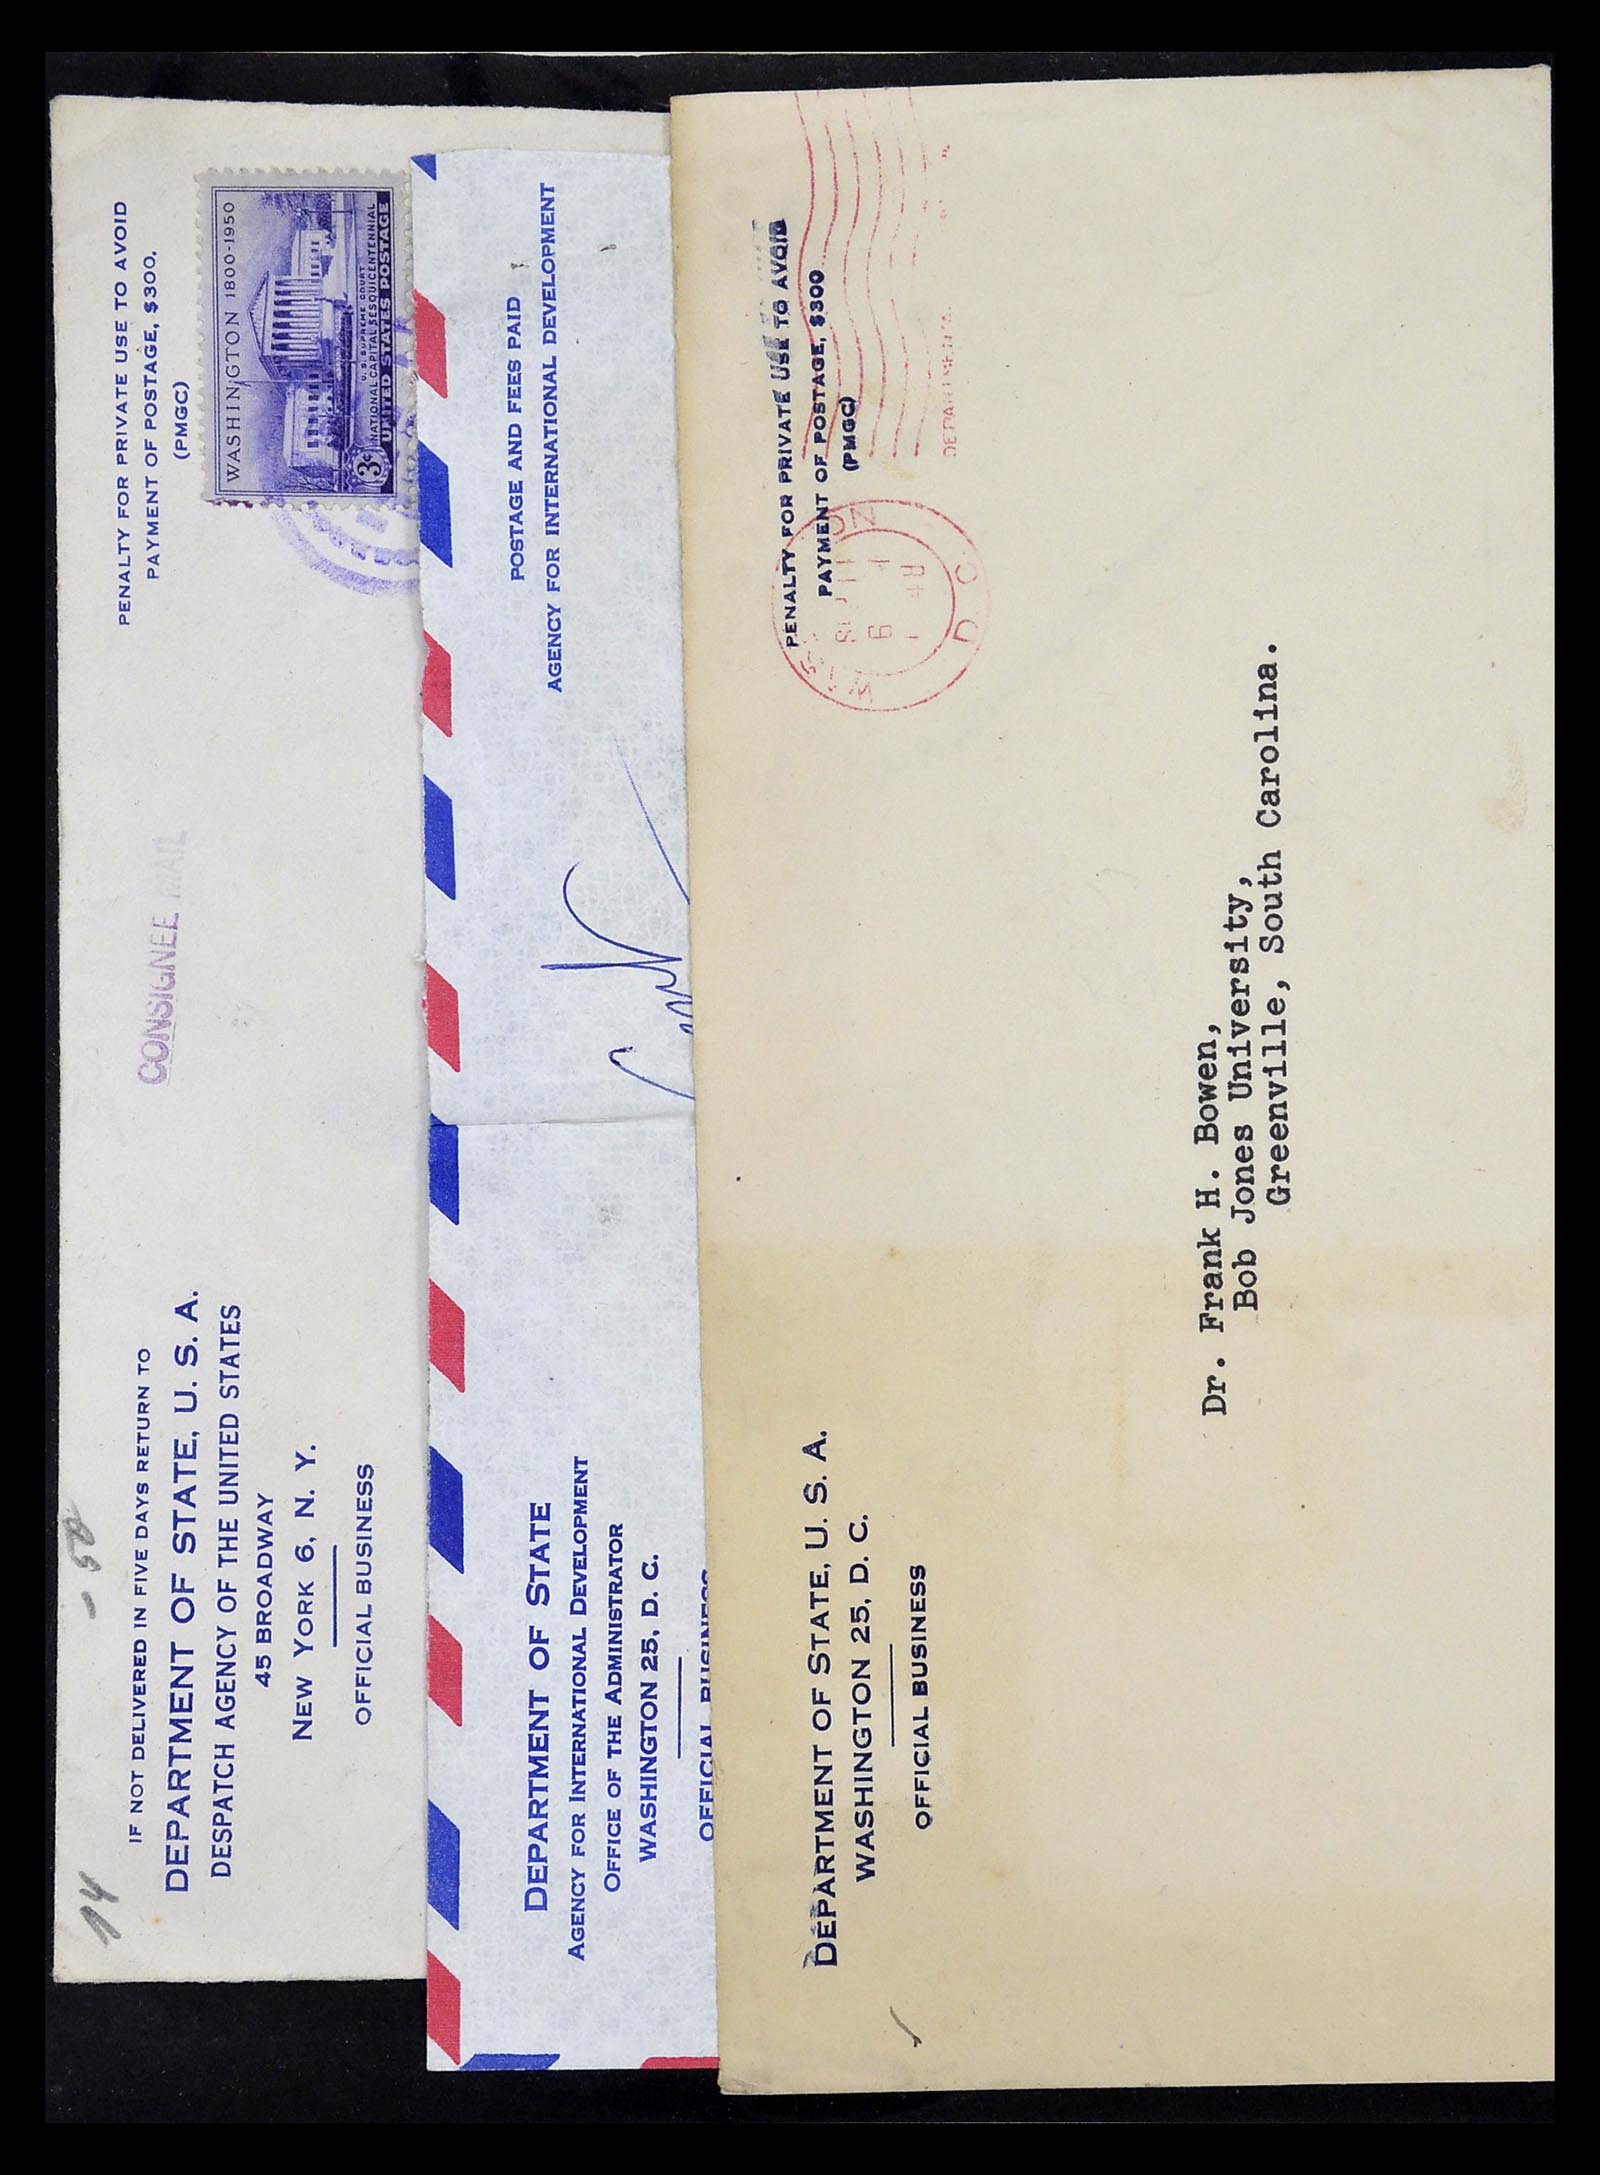 14
- 50
IF NOT DELIVERED IN FIVE DAYS RETURN TO
DEPARTMENT OF STATE, U. S. A.
DESPATCH AGENCY OF THE UNITED STATES
45 BROADWAY
NEW YORK 6, N. Y.
OFFICIAL BUSINESS
CONSIGNEE MAIL
PENALTY FOR PRIVATE USE TO AVOID
PAYMENT OF POSTAGE, $300.
(PMGC)
WASHINGTON 1800-1950
U. S. SUPREME COURT
NATIONAL CAPITAL SESQUICENTENNIAL
3¢ UNITED STATES POSTAGE
DEPARTMENT OF STATE
AGENCY FOR INTERNATIONAL DEVELOPMENT
OFFICE OF THE ADMINISTRATOR
WASHINGTON 25, D. C.
OFFICIAL BUSINESS
POSTAGE AND FEES PAID
AGENCY FOR INTERNATIONAL DEVELOPMENT
DEPARTMENT OF STATE, U. S. A.
WASHINGTON 25, D. C.
OFFICIAL BUSINESS
PENALTY FOR PRIVATE USE TO AVOID
PAYMENT OF POSTAGE, $300
(PMGC)
D. C.
Dr. Frank H. Bowen,
Bob Jones University,
Greenville, South Carolina.